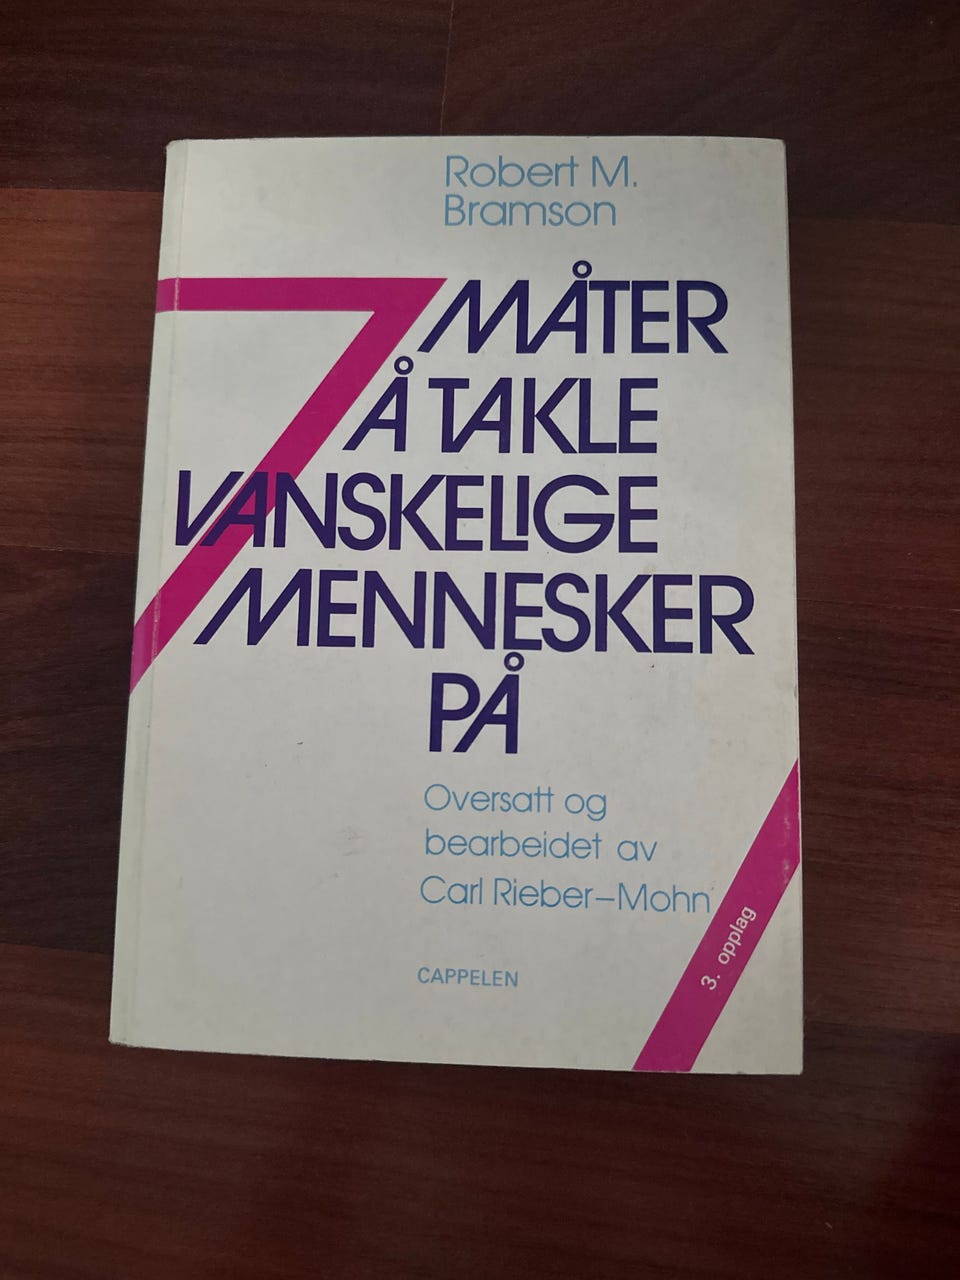 Robert M.
Bramson
7 MÅTER
Å TAKLE
VANSKELIGE
MENNESKER
PÅ
Oversatt og
bearbeidet av
Carl Rieber-Mohn
CAPPELEN
3. opplag